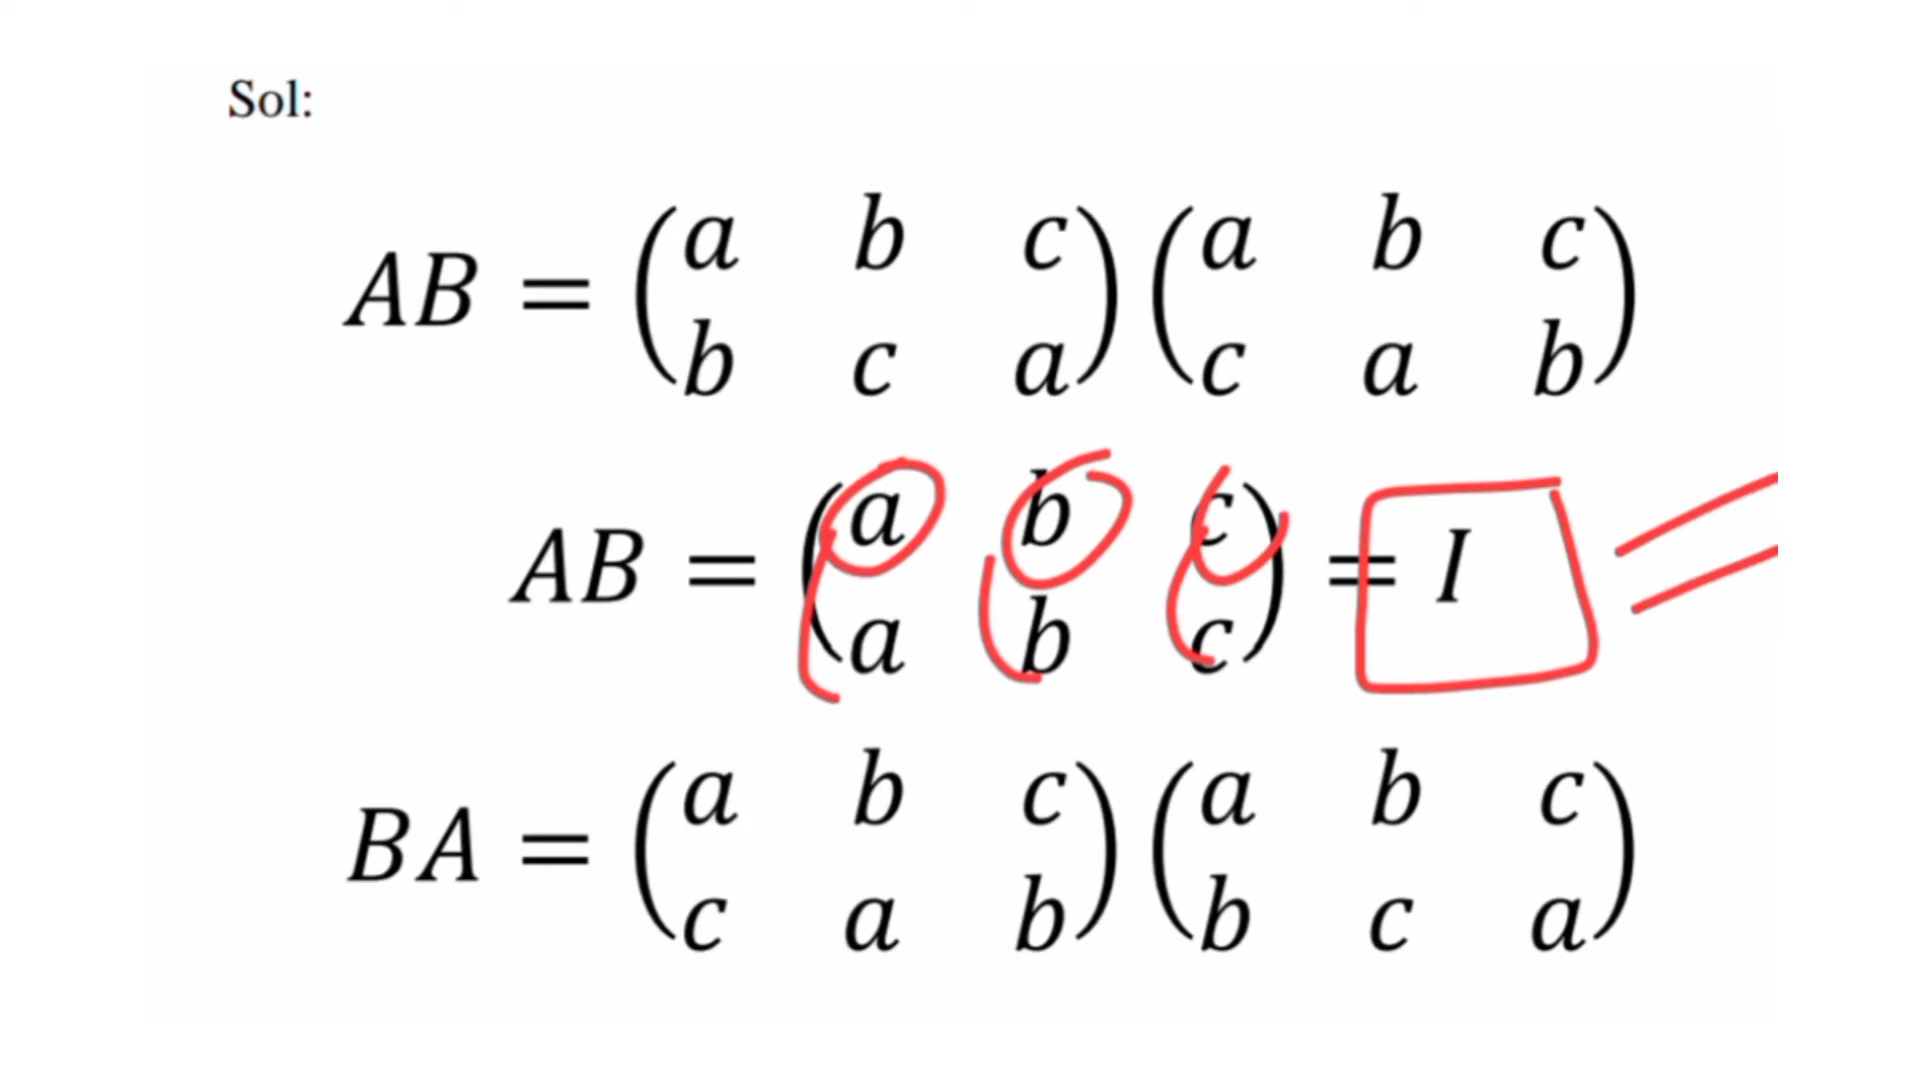 Sol:
AB = (a b c
b c a) (a b c
c a b)
AB = (a b c
a b c) = I
BA = (a b c
c a b) (a b c
b c a)